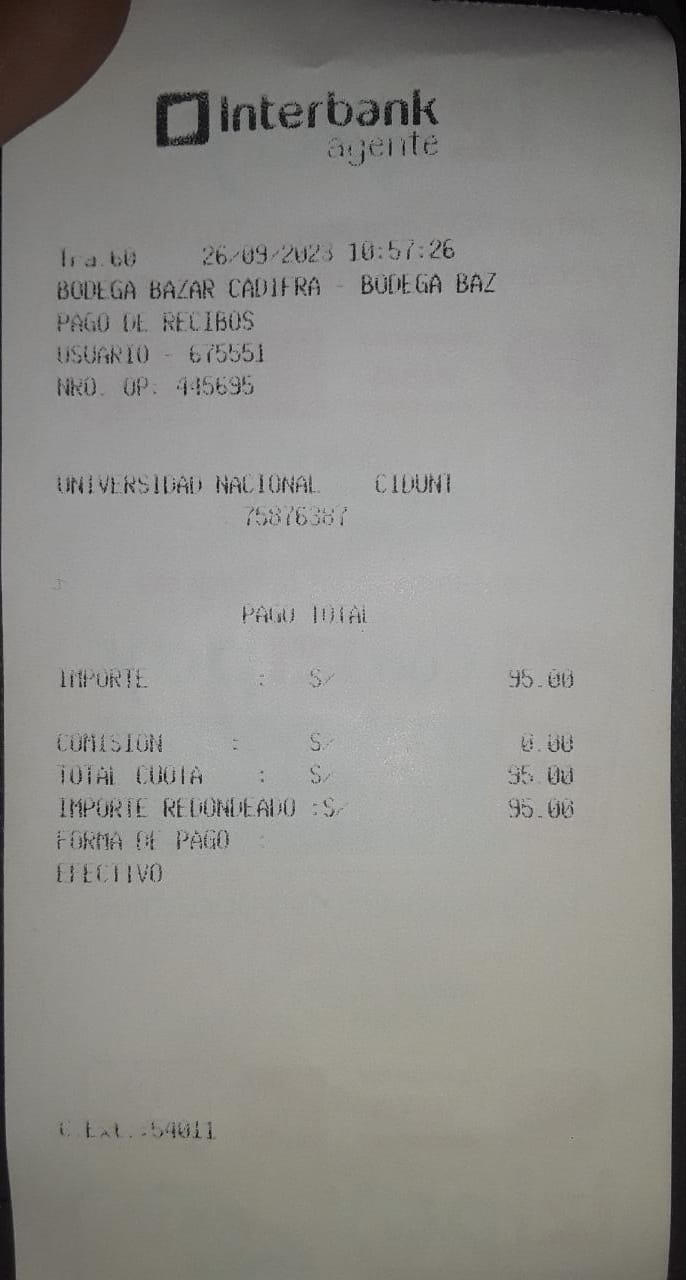 Interbank
agente
Tra.60 26/09/2023 10:57:26
BODEGA BAZAR CADIFRA - BODEGA BAZ
PAGO DE RECIBOS
USUARIO - 675551
NRO. OP: 445695
UNIVERSIDAD NACIONAL CIDUNT
75876387
PAGO TOTAL
IMPORTE : S/ 95.00
COMISION : S/ 0.00
TOTAL CUOTA : S/ 95.00
IMPORTE REDONDEADO :S/ 95.00
FORMA DE PAGO :
EFECTIVO
C.Ext.:54011